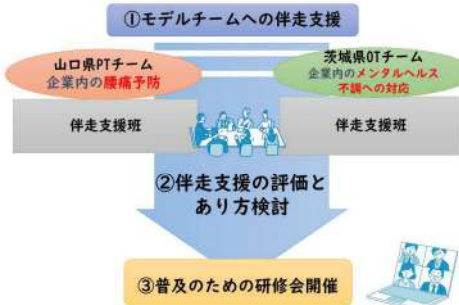 ①モデルチームへの伴走支援
山口県PTチーム
企業内の腰痛予防
茨城県OTチーム
企業内のメンタルヘルス
不調への対応
伴走支援班
伴走支援班
②伴走支援の評価と
あり方検討
③普及のための研修会開催